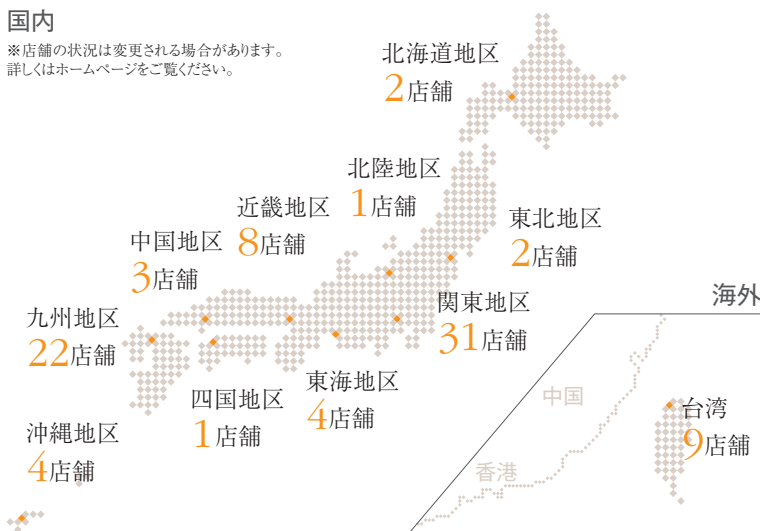 国内
※店舗の状況は変更される場合があります。
詳しくはホームページをご覧ください。
北海道地区
2店舗
北陸地区
1店舗
近畿地区
8店舗
東北地区
2店舗
中国地区
3店舗
関東地区
31店舗
九州地区
22店舗
東海地区
4店舗
四国地区
1店舗
沖縄地区
4店舗
海外
中国
台湾
9店舗
香港